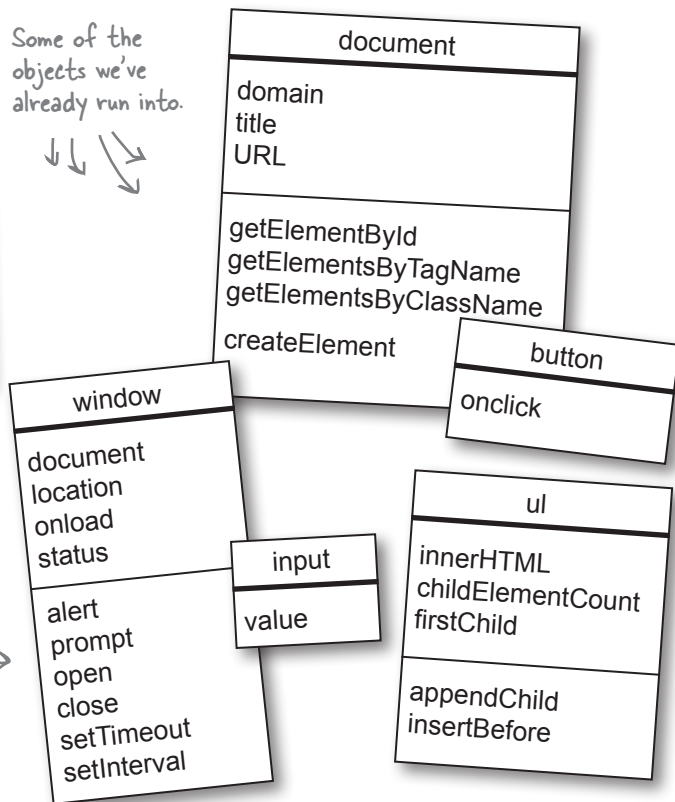 Some of the
objects we've
already run into.
document
domain
title
URL
getElementById
getElementsByTagName
getElementsByClassName
createElement
button
onclick
window
document
location
onload
status
alert
prompt
open
close
setTimeout
setInterval
input
value
ul
innerHTML
childElementCount
firstChild
appendChild
insertBefore